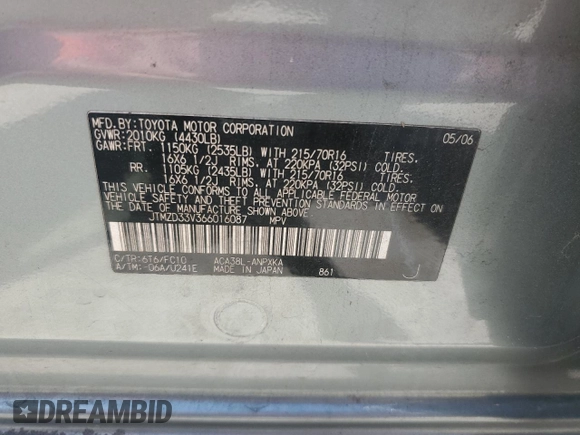 MFD.BY:TOYOTA MOTOR CORPORATION 05/06
GVWR:2010KG (4430LB)
GAWR:FRT. 1150KG (2535LB) WITH 215/70R16 TIRES.
16X6 1/2J RIMS. AT 220KPA (32PSI) COLD.
RR. 1105KG (2435LB) WITH 215/70R16 TIRES.
16X6 1/2J RIMS. AT 220KPA (32PSI) COLD.
THIS VEHICLE CONFORMS TO ALL APPLICABLE FEDERAL MOTOR
VEHICLE SAFETY AND BUMPER STANDARDS IN EFFECT ON THE DATE
OF MANUFACTURE SHOWN ABOVE.
JTMZD33V366016087 MPV
C/TR:6T6/FC10 ACA38L-ANPXKA
A/TM:-06A/U241E MADE IN JAPAN 861 J
DREAMBID